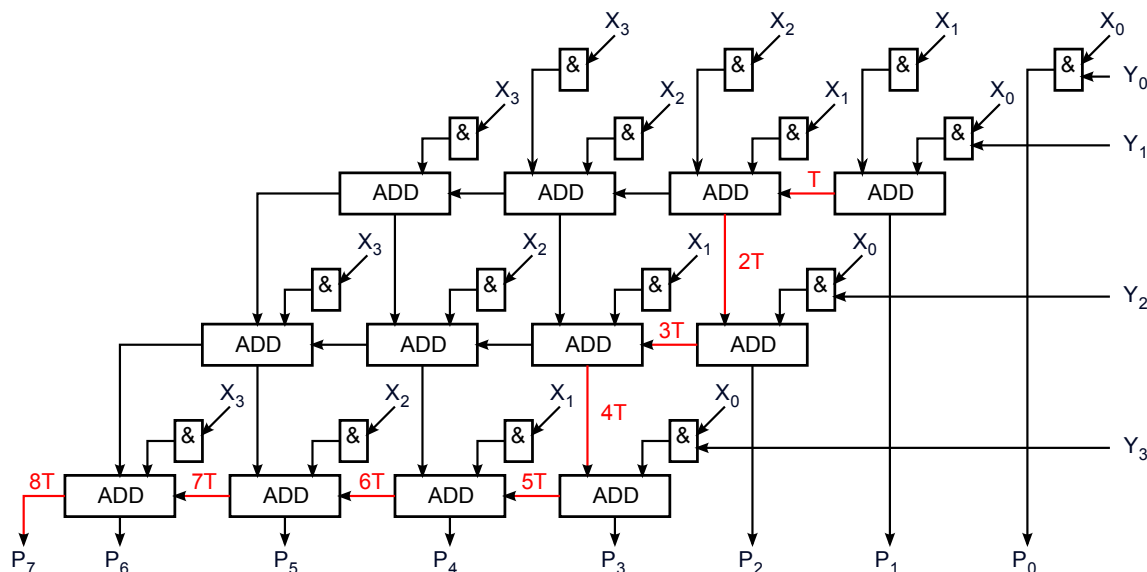 X₃ X₂ X₁ X₀
& & & & Y₀
X₃ X₂ X₁ X₀
& & & & Y₁
ADD ADD ADD T ADD
2T
X₃ X₂ X₁ X₀
& & & & Y₂
ADD ADD ADD 3T ADD
4T
X₃ X₂ X₁ X₀
& & & & Y₃
8T ADD 7T ADD 6T ADD 5T ADD
P₇ P₆ P₅ P₄ P₃ P₂ P₁ P₀